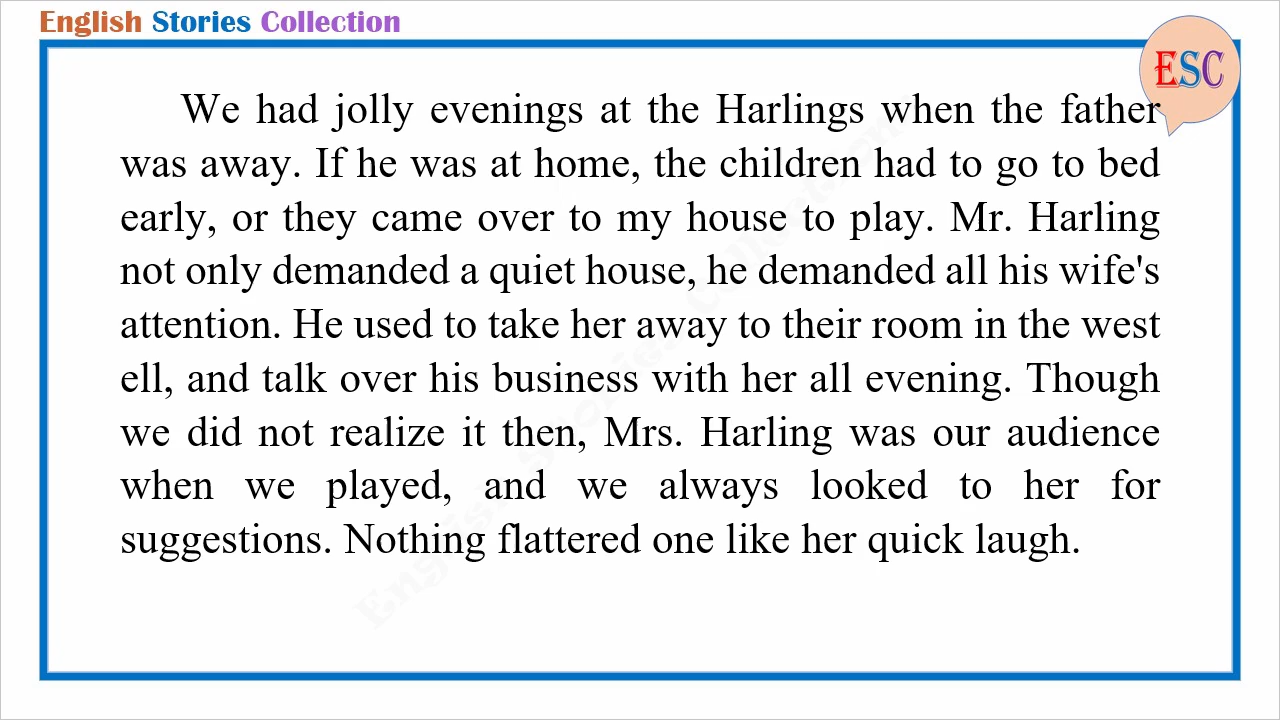 English Stories Collection
ESC
We had jolly evenings at the Harlings when the father
was away. If he was at home, the children had to go to bed
early, or they came over to my house to play. Mr. Harling
not only demanded a quiet house, he demanded all his wife's
attention. He used to take her away to their room in the west
ell, and talk over his business with her all evening. Though
we did not realize it then, Mrs. Harling was our audience
when we played, and we always looked to her for
suggestions. Nothing flattered one like her quick laugh.
English Stories Collection